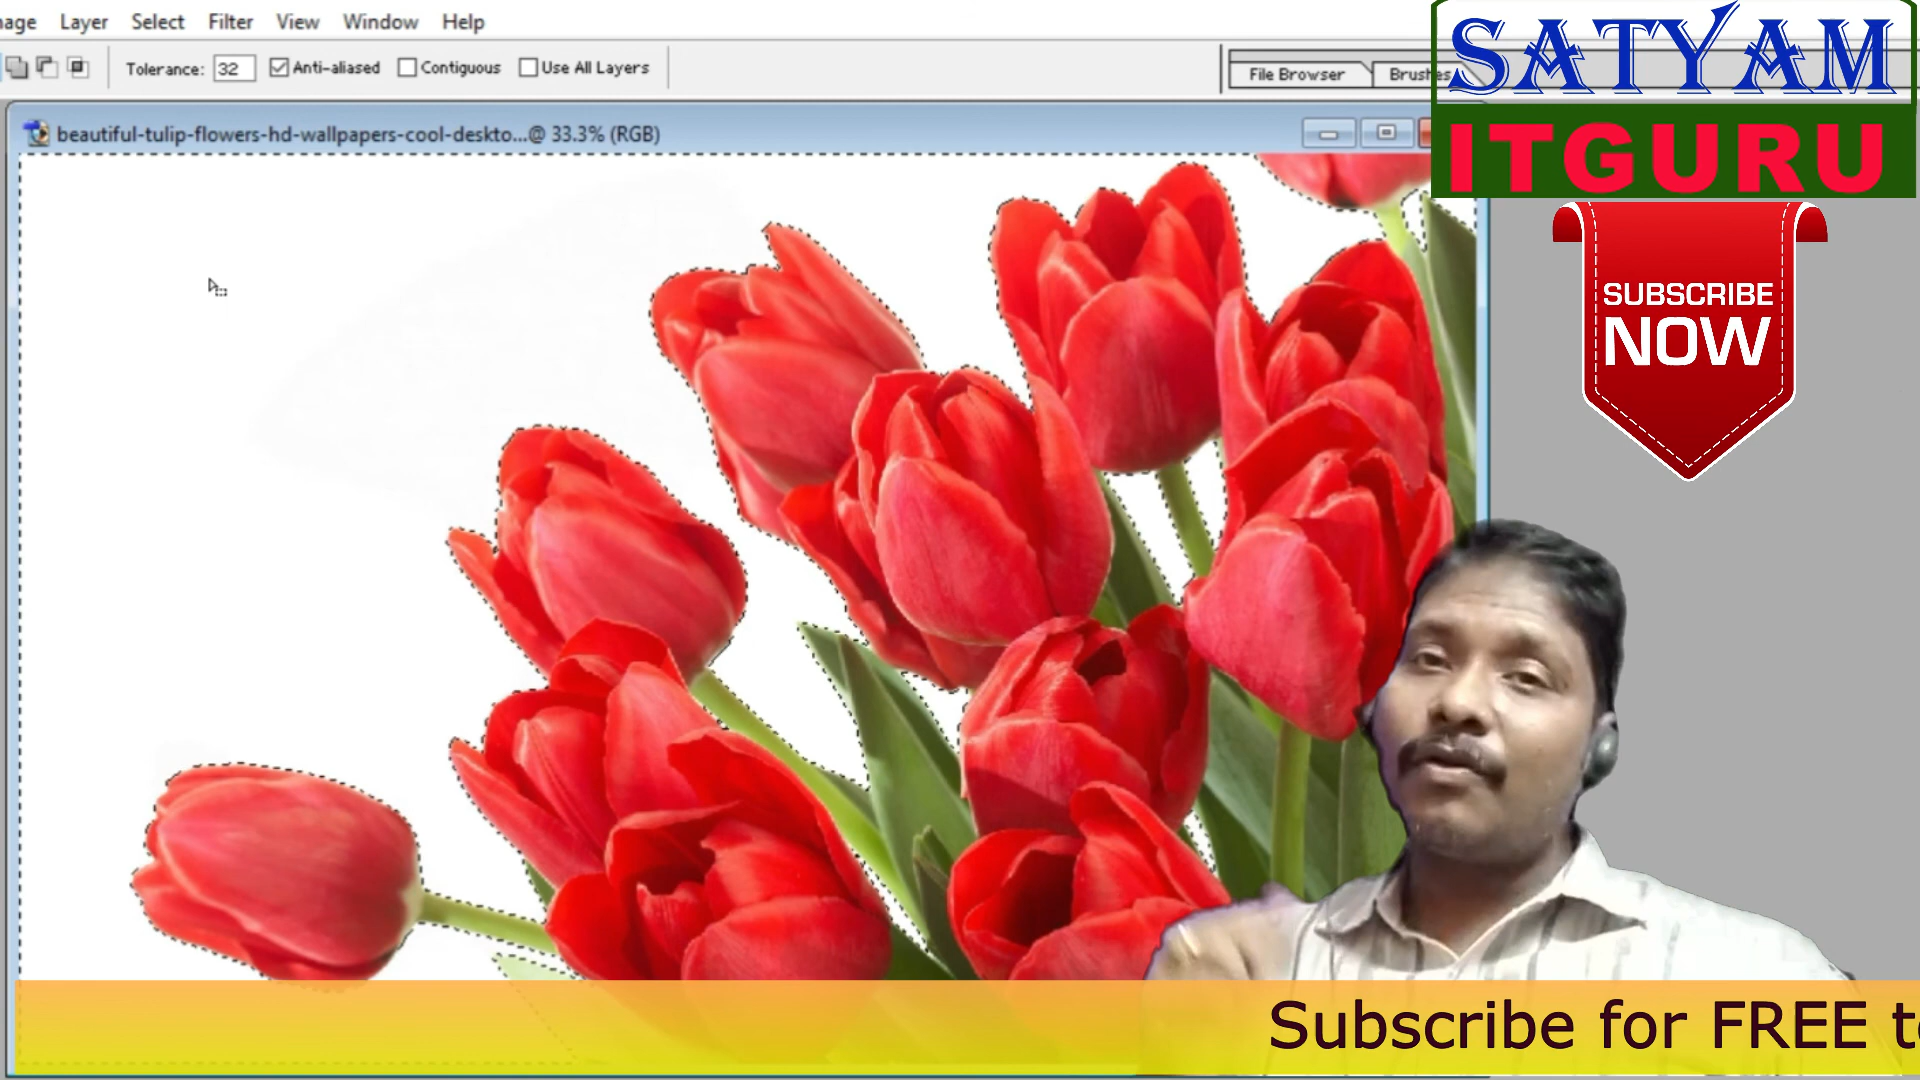 Layer Select Filter View Window Help
Tolerance: 32 Anti-aliased Contiguous Use All Layers
File Browser Brushes
SATYAM
ITGURU
beautiful-tulip-flowers-hd-wallpapers-cool-deskto...@ 33.3% (RGB)
SUBSCRIBE
NOW
Subscribe for FREE